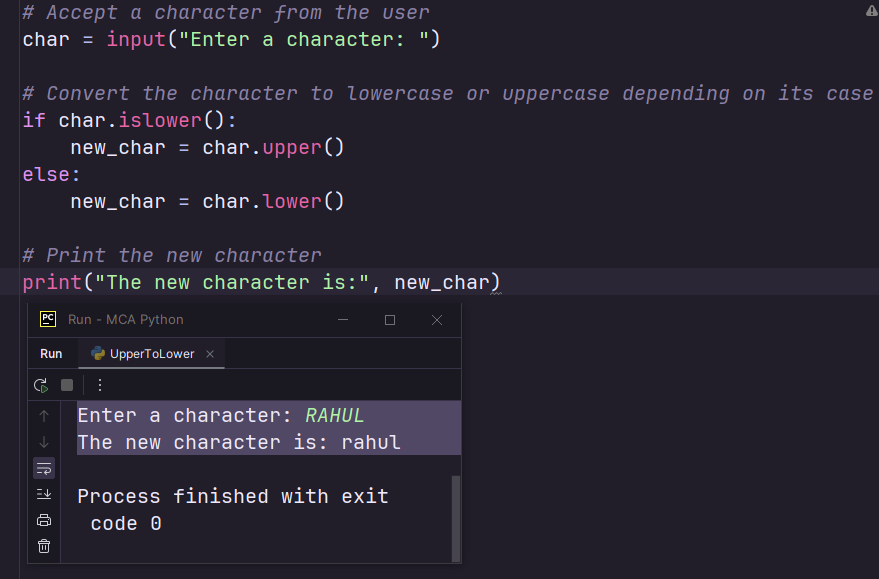 # Accept a character from the user
char = input("Enter a character: ")
# Convert the character to lowercase or uppercase depending on its case
if char.islower():
    new_char = char.upper()
else:
    new_char = char.lower()
# Print the new character
print("The new character is:", new_char)
PC Run - MCA Python
Run UpperToLower
Enter a character: RAHUL
The new character is: rahul
Process finished with exit
 code 0